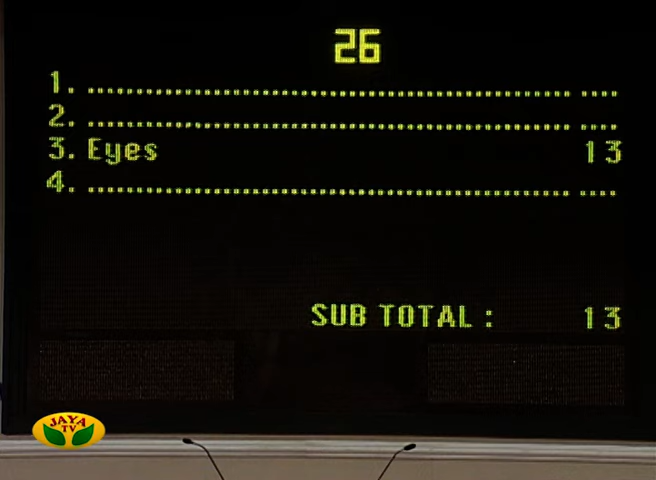 26
1. ................................................ ....
2. ................................................ ....
3. Eyes 13
4. ................................................ ....
SUB TOTAL : 13
JAYA
TV